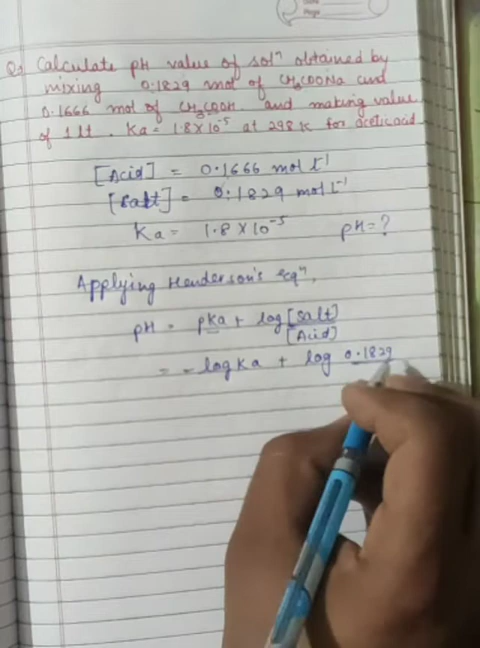 Q. Calculate pH value of solⁿ obtained by
mixing 0.1829 mol of CH₃COONa and
0.1666 mol of CH₃COOH and making value
of 1 lt. Ka = 1.8×10⁻⁵ at 298 K for acetic acid
[Acid] = 0.1666 mol L⁻¹
[salt] = 0.1829 mol L⁻¹
Ka = 1.8×10⁻⁵ pH = ?
Applying Henderson's eqⁿ,
pH = pKa + log [salt]
[Acid]
= -log Ka + log 0.1829